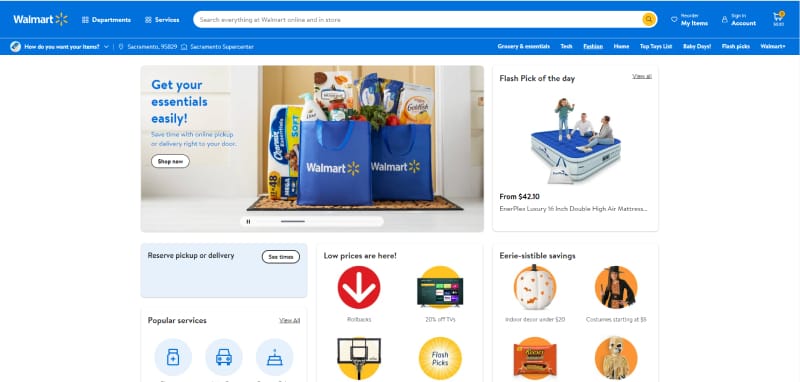 Walmart
Departments
Services
Search everything at Walmart online and in store
Reorder
My Items
Sign In
Account
0
$0.00
How do you want your items?
Sacramento, 95829
Sacramento Supercenter
Grocery & essentials
Tech
Fashion
Home
Top Toys List
Baby Days!
Flash picks
Walmart+
Get your
essentials
easily!
Save time with online pickup
or delivery right to your door.
Shop now
Charmin
SOFT
MEGA
Goldfish
Walmart
Walmart
Flash Pick of the day
View all
From $42.10
EnerPlex Luxury 16 Inch Double High Air Mattress...
Reserve pickup or delivery
See times
Popular services
View All
Low prices are here!
Rollbacks
20% off TVs
Flash
Picks
Eerie-sistible savings
Indoor decor under $20
Costumes starting at $5
Reese's